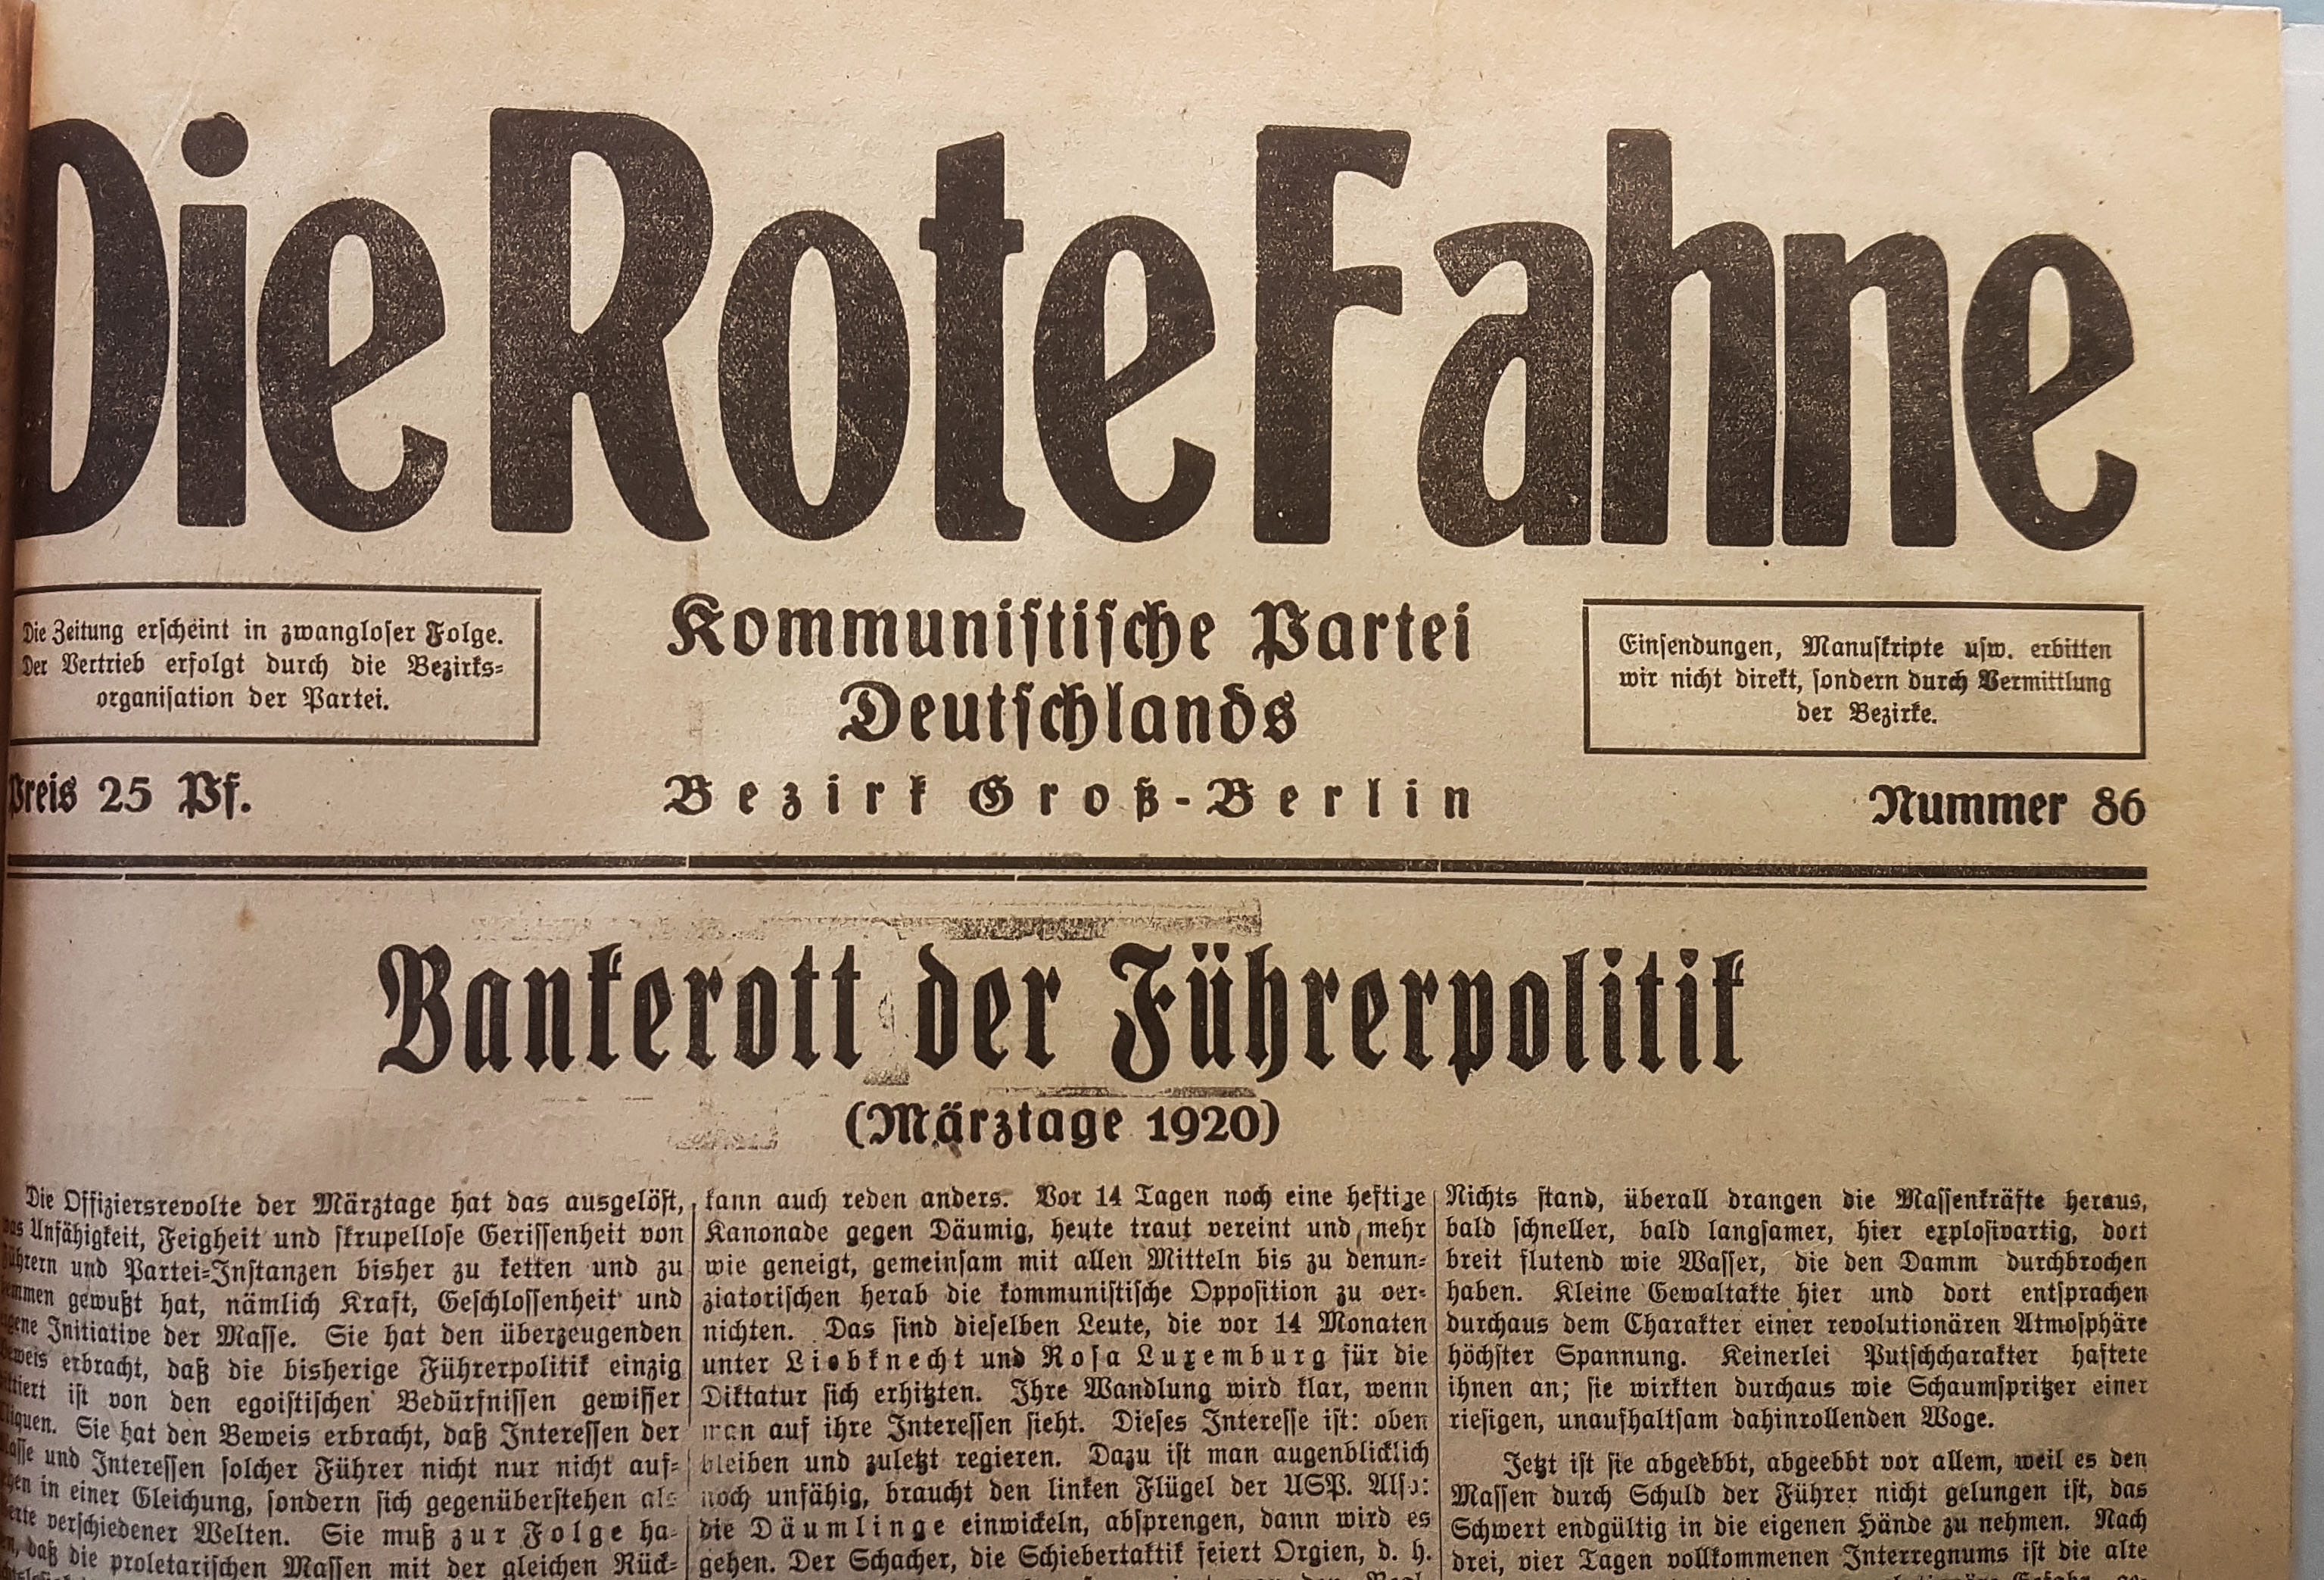 Die Rote Fahne
Die Zeitung erscheint in zwangloser Folge.
Der Vertrieb erfolgt durch die Bezirks-
organisation der Partei.
Kommunistische Partei
Deutschlands
Einsendungen, Manuskripte usw. erbitten
wir nicht direkt, sondern durch Vermittlung
der Bezirke.
Preis 25 Pf.
Bezirk Groß-Berlin
Nummer 86
Bankerott der Führerpolitik
(Märztage 1920)
Die Offiziersrevolte der Märztage hat das ausgelöst,
was Unfähigkeit, Feigheit und skrupellose Gerissenheit von
Führern und Partei-Instanzen bisher zu ketten und zu
gewußt hat, nämlich Kraft, Geschlossenheit und
eigene Initiative der Masse. Sie hat den überzeugenden
Beweis erbracht, daß die bisherige Führerpolitik einzig
ist von den egoistischen Bedürfnissen gewisser
Cliquen. Sie hat den Beweis erbracht, daß Interessen der
Masse und Interessen solcher Führer nicht nur nicht auf-
in einer Gleichung, sondern sich gegenüberstehen als
verschiedener Welten. Sie muß zur Folge ha-
ben, daß die proletarischen Massen mit der gleichen Rück-
kann auch reden anders. Vor 14 Tagen noch eine heftige
Kanonade gegen Däumig, heute traut vereint und mehr
wie geneigt, gemeinsam mit allen Mitteln bis zu denun-
ziatorischen herab die kommunistische Opposition zu ver-
nichten. Das sind dieselben Leute, die vor 14 Monaten
unter Liebknecht und Rosa Luxemburg für die
Diktatur sich erhitzten. Ihre Wandlung wird klar, wenn
man auf ihre Interessen sieht. Dieses Interesse ist: oben
bleiben und zuletzt regieren. Dazu ist man augenblicklich
noch unfähig, braucht den linken Flügel der USP. Also:
die Däumlinge einwickeln, absprengen, dann wird es
gehen. Der Schacher, die Schiebertaktik feiert Orgien, d. h.
Nichts stand, überall drangen die Massenkräfte heraus,
bald schneller, bald langsamer, hier explosivartig, dort
breit flutend wie Wasser, die den Damm durchbrochen
haben. Kleine Gewaltakte hier und dort entsprachen
durchaus dem Charakter einer revolutionären Atmosphäre
höchster Spannung. Keinerlei Putschcharakter haftete
ihnen an; sie wirkten durchaus wie Schaumspritzer einer
riesigen, unaufhaltsam dahinrollenden Woge.
Jetzt ist sie abgeebbt, abgeebbt vor allem, weil es den
Massen durch Schuld der Führer nicht gelungen ist, das
Schwert endgültig in die eigenen Hände zu nehmen. Nach
drei, vier Tagen vollkommenen Interregnums ist die alte